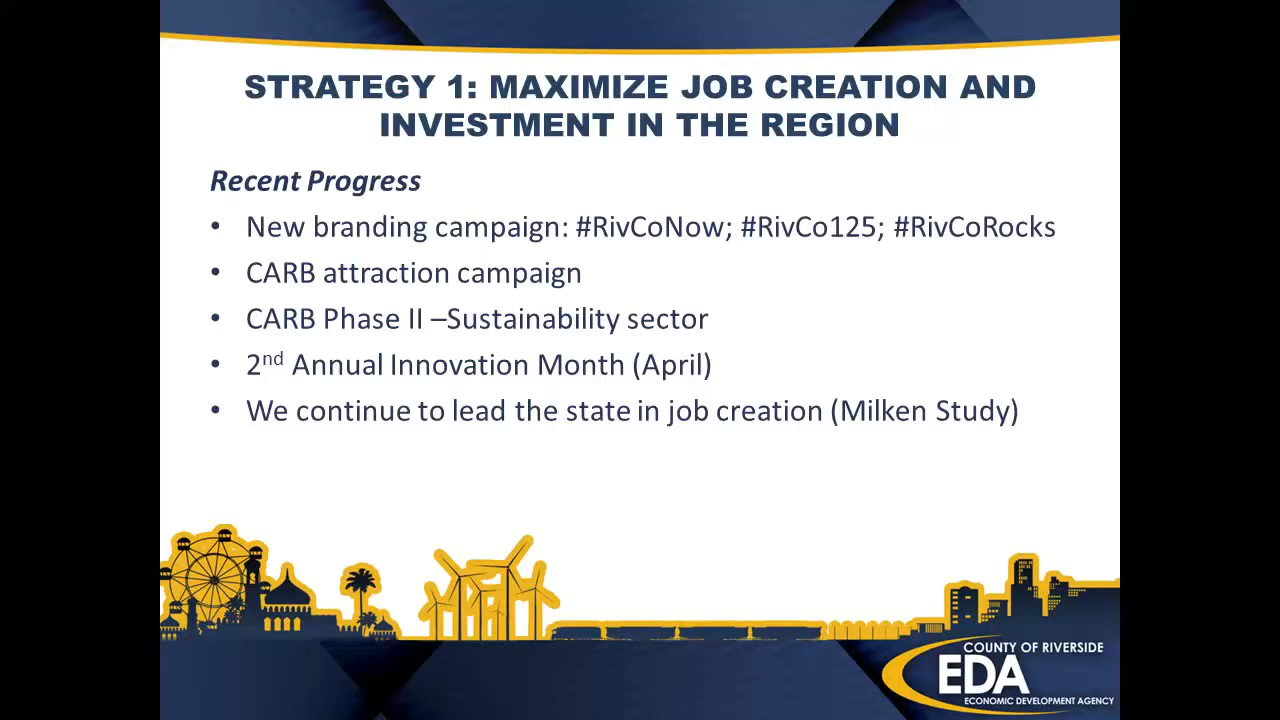 STRATEGY 1: MAXIMIZE JOB CREATION AND
INVESTMENT IN THE REGION
Recent Progress
• New branding campaign: #RivCoNow; #RivCo125; #RivCoRocks
• CARB attraction campaign
• CARB Phase II –Sustainability sector
• 2nd Annual Innovation Month (April)
• We continue to lead the state in job creation (Milken Study)
COUNTY OF RIVERSIDE
EDA
ECONOMIC DEVELOPMENT AGENCY